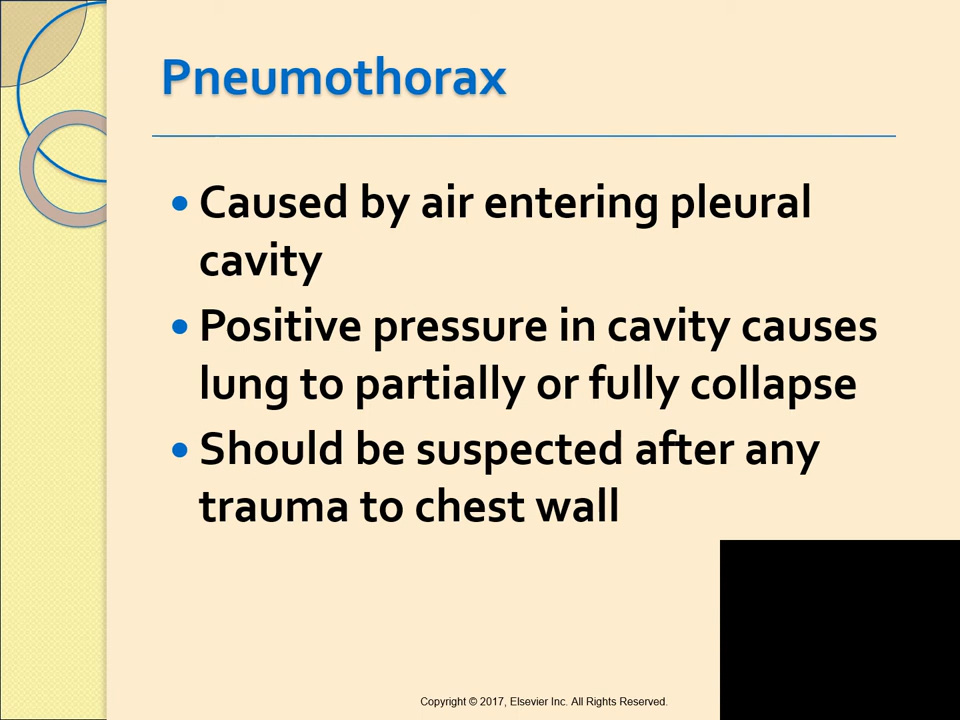 Pneumothorax
• Caused by air entering pleural
cavity
• Positive pressure in cavity causes
lung to partially or fully collapse
• Should be suspected after any
trauma to chest wall
Copyright © 2017, Elsevier Inc. All Rights Reserved.